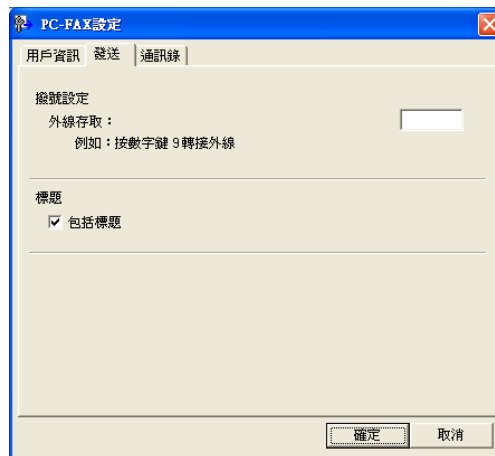 PC-FAX設定
用戶資訊 發送 通訊錄
撥號設定
外線存取：
例如：按數字鍵 9 轉接外線
標題
包括標題
確定 取消